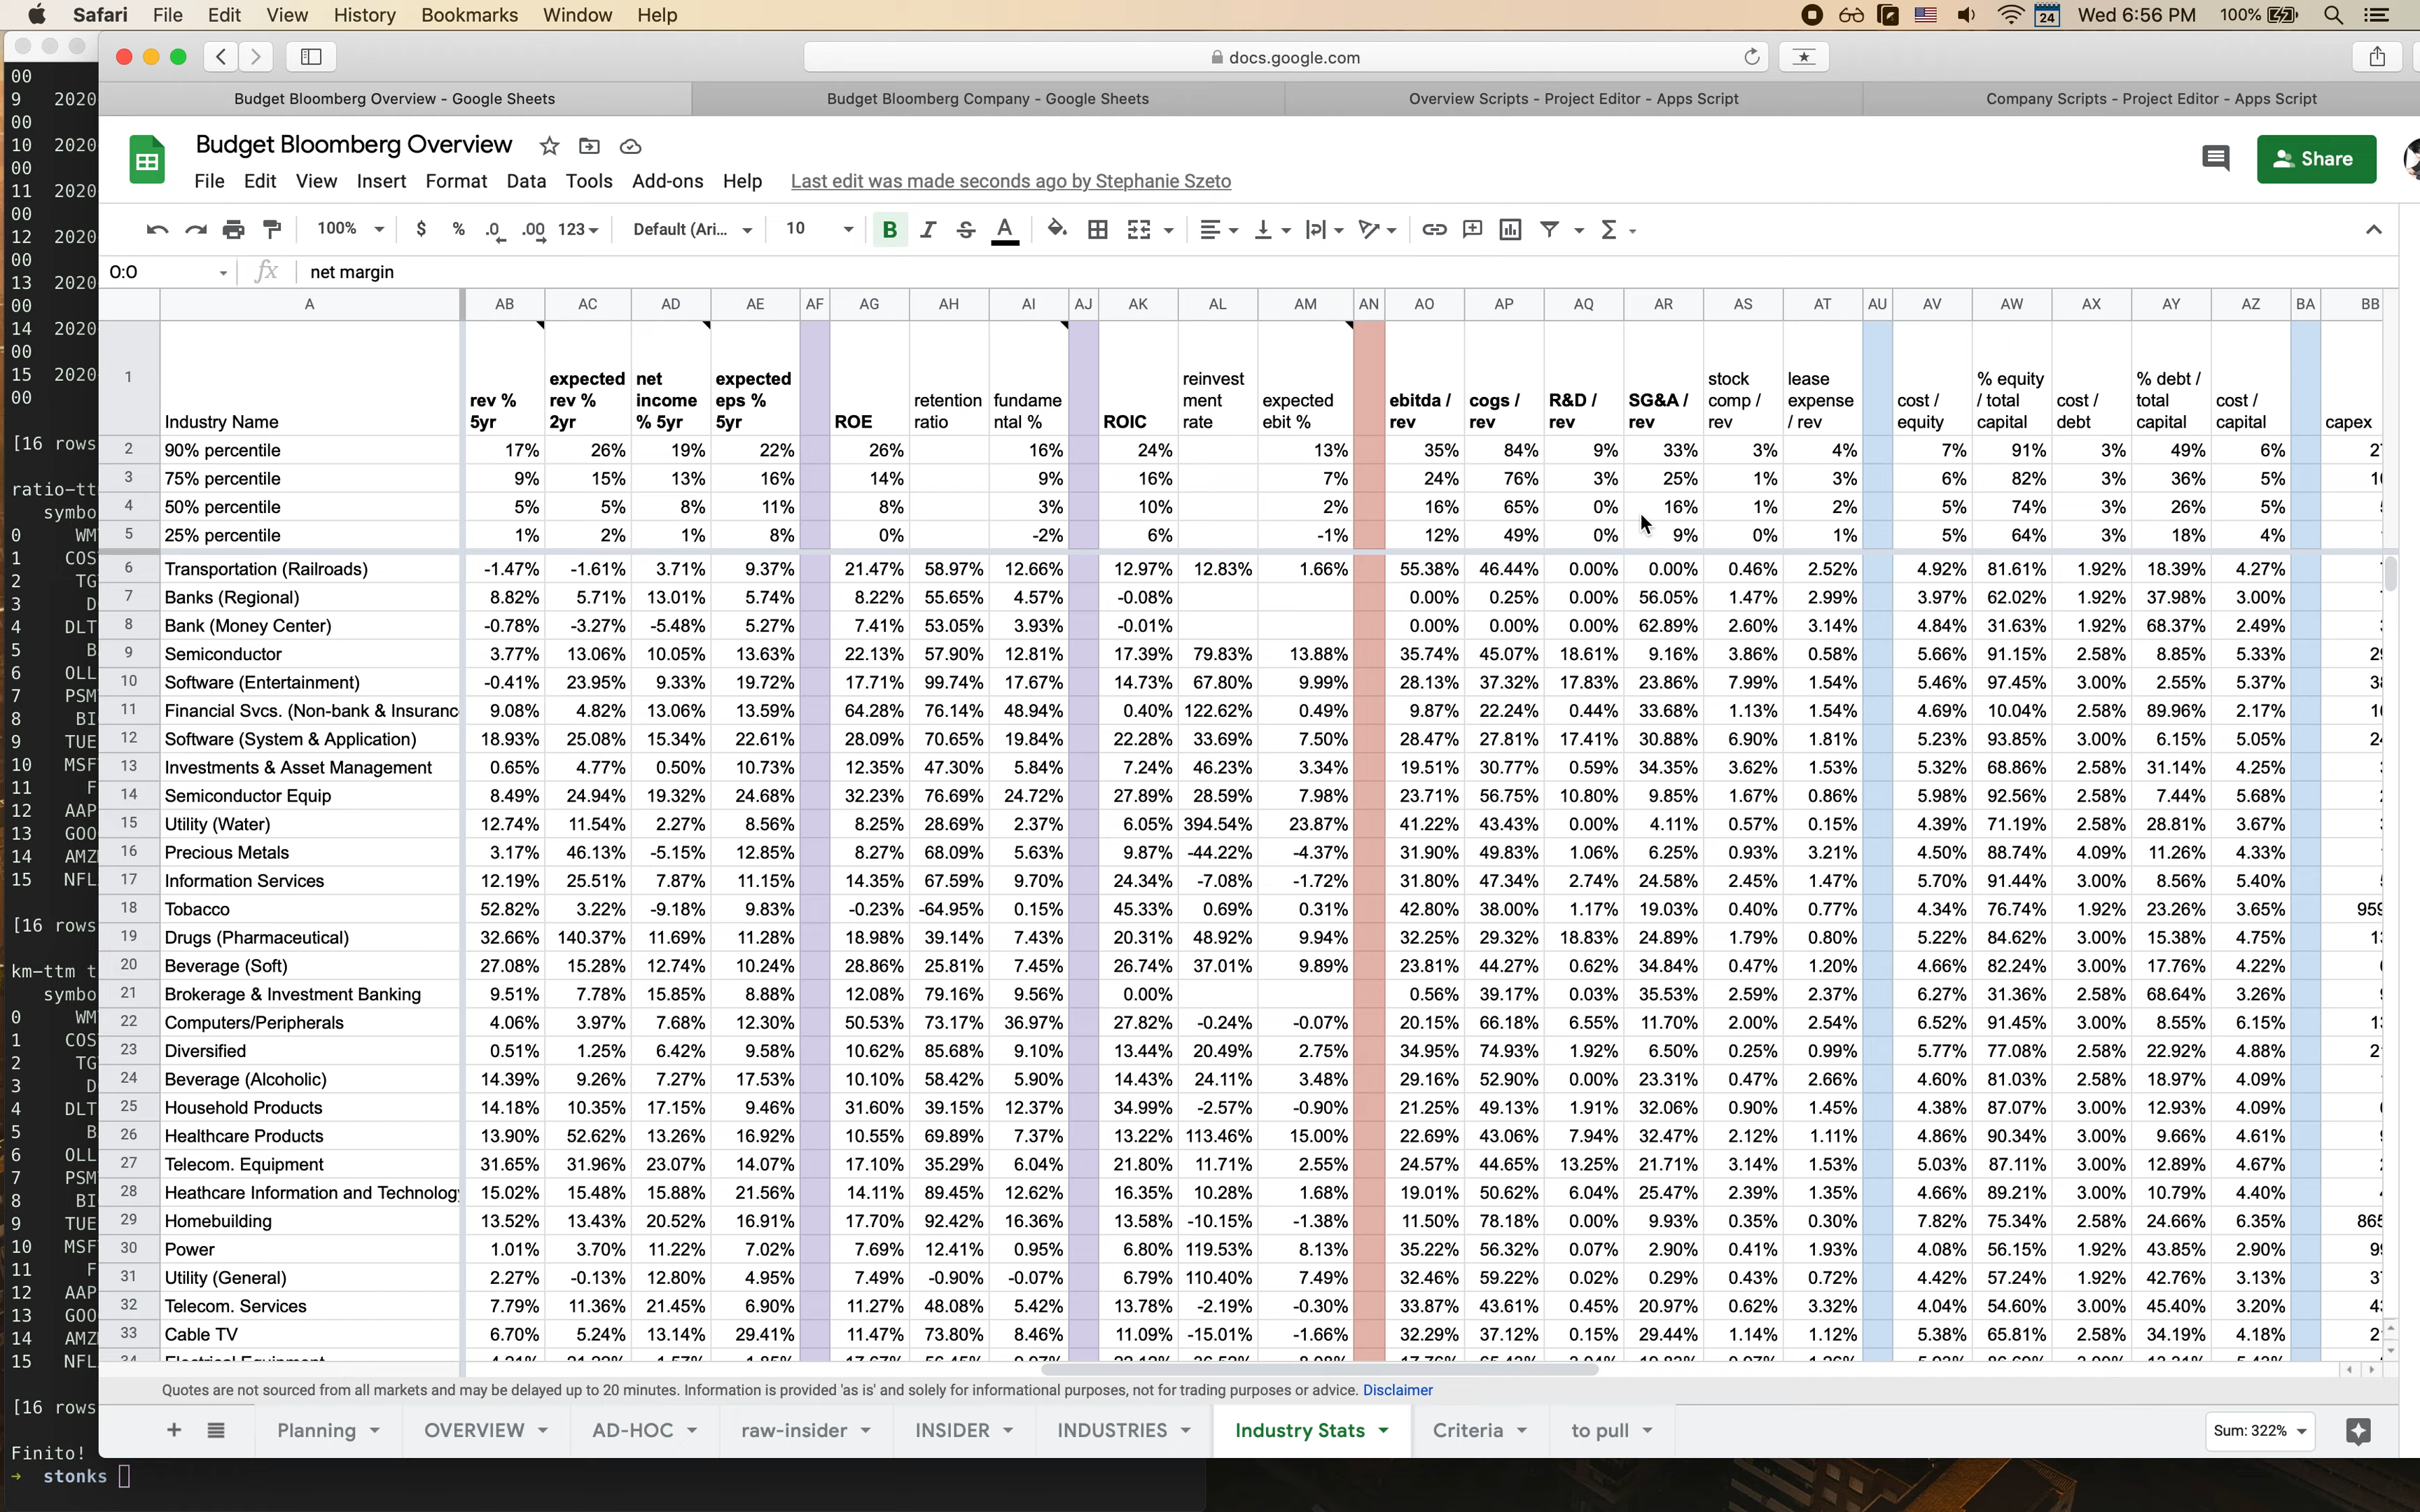 Safari File Edit View History Bookmarks Window Help 24 Wed 6:56 PM 100%
docs.google.com
Budget Bloomberg Overview - Google Sheets Budget Bloomberg Company - Google Sheets Overview Scripts - Project Editor - Apps Script Company Scripts - Project Editor - Apps Script
Budget Bloomberg Overview
Share
File Edit View Insert Format Data Tools Add-ons Help Last edit was made seconds ago by Stephanie Szeto
100% $ % .0 .00 123 Default (Ari... 10 B I S A
O:O fx net margin
A AB AC AD AE AF AG AH AI AJ AK AL AM AN AO AP AQ AR AS AT AU AV AW AX AY AZ BA BB
1 Industry Name rev % 5yr expected rev % 2yr net income % 5yr expected eps % 5yr ROE retention ratio fundamental % ROIC reinvestment rate expected ebit % ebitda / rev cogs / rev R&D / rev SG&A / rev stock comp / rev lease expense / rev cost / equity % equity / total capital cost / debt % debt / total capital cost / capital capex
2 90% percentile 17% 26% 19% 22% 26% 16% 24% 13% 35% 84% 9% 33% 3% 4% 7% 91% 3% 49% 6%
3 75% percentile 9% 15% 13% 16% 14% 9% 16% 7% 24% 76% 3% 25% 1% 3% 6% 82% 3% 36% 5%
4 50% percentile 5% 5% 8% 11% 8% 3% 10% 2% 16% 65% 0% 16% 1% 2% 5% 74% 3% 26% 5%
5 25% percentile 1% 2% 1% 8% 0% -2% 6% -1% 12% 49% 0% 9% 0% 1% 5% 64% 3% 18% 4%
6 Transportation (Railroads) -1.47% -1.61% 3.71% 9.37% 21.47% 58.97% 12.66% 12.97% 12.83% 1.66% 55.38% 46.44% 0.00% 0.00% 0.46% 2.52% 4.92% 81.61% 1.92% 18.39% 4.27%
7 Banks (Regional) 8.82% 5.71% 13.01% 5.74% 8.22% 55.65% 4.57% -0.08% 0.00% 0.25% 0.00% 56.05% 1.47% 2.99% 3.97% 62.02% 1.92% 37.98% 3.00%
8 Bank (Money Center) -0.78% -3.27% -5.48% 5.27% 7.41% 53.05% 3.93% -0.01% 0.00% 0.00% 0.00% 62.89% 2.60% 3.14% 4.84% 31.63% 1.92% 68.37% 2.49%
9 Semiconductor 3.77% 13.06% 10.05% 13.63% 22.13% 57.90% 12.81% 17.39% 79.83% 13.88% 35.74% 45.07% 18.61% 9.16% 3.86% 0.58% 5.66% 91.15% 2.58% 8.85% 5.33%
10 Software (Entertainment) -0.41% 23.95% 9.33% 19.72% 17.71% 99.74% 17.67% 14.73% 67.80% 9.99% 28.13% 37.32% 17.83% 23.86% 7.99% 1.54% 5.46% 97.45% 3.00% 2.55% 5.37%
11 Financial Svcs. (Non-bank & Insuranc 9.08% 4.82% 13.06% 13.59% 64.28% 76.14% 48.94% 0.40% 122.62% 0.49% 9.87% 22.24% 0.44% 33.68% 1.13% 1.54% 4.69% 10.04% 2.58% 89.96% 2.17%
12 Software (System & Application) 18.93% 25.08% 15.34% 22.61% 28.09% 70.65% 19.84% 22.28% 33.69% 7.50% 28.47% 27.81% 17.41% 30.88% 6.90% 1.81% 5.23% 93.85% 3.00% 6.15% 5.05%
13 Investments & Asset Management 0.65% 4.77% 0.50% 10.73% 12.35% 47.30% 5.84% 7.24% 46.23% 3.34% 19.51% 30.77% 0.59% 34.35% 3.62% 1.53% 5.32% 68.86% 2.58% 31.14% 4.25%
14 Semiconductor Equip 8.49% 24.94% 19.32% 24.68% 32.23% 76.69% 24.72% 27.89% 28.59% 7.98% 23.71% 56.75% 10.80% 9.85% 1.67% 0.86% 5.98% 92.56% 2.58% 7.44% 5.68%
15 Utility (Water) 12.74% 11.54% 2.27% 8.56% 8.25% 28.69% 2.37% 6.05% 394.54% 23.87% 41.22% 43.43% 0.00% 4.11% 0.57% 0.15% 4.39% 71.19% 2.58% 28.81% 3.67%
16 Precious Metals 3.17% 46.13% -5.15% 12.85% 8.27% 68.09% 5.63% 9.87% -44.22% -4.37% 31.90% 49.83% 1.06% 6.25% 0.93% 3.21% 4.50% 88.74% 4.09% 11.26% 4.33%
17 Information Services 12.19% 25.51% 7.87% 11.15% 14.35% 67.59% 9.70% 24.34% -7.08% -1.72% 31.80% 47.34% 2.74% 24.58% 2.45% 1.47% 5.70% 91.44% 3.00% 8.56% 5.40%
18 Tobacco 52.82% 3.22% -9.18% 9.83% -0.23% -64.95% 0.15% 45.33% 0.69% 0.31% 42.80% 38.00% 1.17% 19.03% 0.40% 0.77% 4.34% 76.74% 1.92% 23.26% 3.65% 959
19 Drugs (Pharmaceutical) 32.66% 140.37% 11.69% 11.28% 18.98% 39.14% 7.43% 20.31% 48.92% 9.94% 32.25% 29.32% 18.83% 24.89% 1.79% 0.80% 5.22% 84.62% 3.00% 15.38% 4.75%
20 Beverage (Soft) 27.08% 15.28% 12.74% 10.24% 28.86% 25.81% 7.45% 26.74% 37.01% 9.89% 23.81% 44.27% 0.62% 34.84% 0.47% 1.20% 4.66% 82.24% 3.00% 17.76% 4.22%
21 Brokerage & Investment Banking 9.51% 7.78% 15.85% 8.88% 12.08% 79.16% 9.56% 0.00% 0.56% 39.17% 0.03% 35.53% 2.59% 2.37% 6.27% 31.36% 2.58% 68.64% 3.26%
22 Computers/Peripherals 4.06% 3.97% 7.68% 12.30% 50.53% 73.17% 36.97% 27.82% -0.24% -0.07% 20.15% 66.18% 6.55% 11.70% 2.00% 2.54% 6.52% 91.45% 3.00% 8.55% 6.15%
23 Diversified 0.51% 1.25% 6.42% 9.58% 10.62% 85.68% 9.10% 13.44% 20.49% 2.75% 34.95% 74.93% 1.92% 6.50% 0.25% 0.99% 5.77% 77.08% 2.58% 22.92% 4.88%
24 Beverage (Alcoholic) 14.39% 9.26% 7.27% 17.53% 10.10% 58.42% 5.90% 14.43% 24.11% 3.48% 29.16% 52.90% 0.00% 23.31% 0.47% 2.66% 4.60% 81.03% 2.58% 18.97% 4.09%
25 Household Products 14.18% 10.35% 17.15% 9.46% 31.60% 39.15% 12.37% 34.99% -2.57% -0.90% 21.25% 49.13% 1.91% 32.06% 0.90% 1.45% 4.38% 87.07% 3.00% 12.93% 4.09%
26 Healthcare Products 13.90% 52.62% 13.26% 16.92% 10.55% 69.89% 7.37% 13.22% 113.46% 15.00% 22.69% 43.06% 7.94% 32.47% 2.12% 1.11% 4.86% 90.34% 3.00% 9.66% 4.61%
27 Telecom. Equipment 31.65% 31.96% 23.07% 14.07% 17.10% 35.29% 6.04% 21.80% 11.71% 2.55% 24.57% 44.65% 13.25% 21.71% 3.14% 1.53% 5.03% 87.11% 3.00% 12.89% 4.67%
28 Heathcare Information and Technology 15.02% 15.48% 15.88% 21.56% 14.11% 89.45% 12.62% 16.35% 10.28% 1.68% 19.01% 50.62% 6.04% 25.47% 2.39% 1.35% 4.66% 89.21% 3.00% 10.79% 4.40%
29 Homebuilding 13.52% 13.43% 20.52% 16.91% 17.70% 92.42% 16.36% 13.58% -10.15% -1.38% 11.50% 78.18% 0.00% 9.93% 0.35% 0.30% 7.82% 75.34% 2.58% 24.66% 6.35% 865
30 Power 1.01% 3.70% 11.22% 7.02% 7.69% 12.41% 0.95% 6.80% 119.53% 8.13% 35.22% 56.32% 0.07% 2.90% 0.41% 1.93% 4.08% 56.15% 1.92% 43.85% 2.90%
31 Utility (General) 2.27% -0.13% 12.80% 4.95% 7.49% -0.90% -0.07% 6.79% 110.40% 7.49% 32.46% 59.22% 0.02% 0.29% 0.43% 0.72% 4.42% 57.24% 1.92% 42.76% 3.13%
32 Telecom. Services 7.79% 11.36% 21.45% 6.90% 11.27% 48.08% 5.42% 13.78% -2.19% -0.30% 33.87% 43.61% 0.45% 20.97% 0.62% 3.32% 4.04% 54.60% 3.00% 45.40% 3.20%
33 Cable TV 6.70% 5.24% 13.14% 29.41% 11.47% 73.80% 8.46% 11.09% -15.01% -1.66% 32.29% 37.12% 0.15% 29.44% 1.14% 1.12% 5.38% 65.81% 2.58% 34.19% 4.18%
Quotes are not sourced from all markets and may be delayed up to 20 minutes. Information is provided 'as is' and solely for informational purposes, not for trading purposes or advice. Disclaimer
Planning OVERVIEW AD-HOC raw-insider INSIDER INDUSTRIES Industry Stats Criteria to pull Sum: 322%
00
9 2020
00
10 2020
00
11 2020
00
12 2020
00
13 2020
00
14 2020
00
15 2020
00
[16 rows
ratio-tt
symbo
0 WM
1 COS
2 TG
3 D
4 DLT
5 B
6 OLL
7 PSM
8 BI
9 TUE
10 MSF
11 F
12 AAP
13 GOO
14 AMZ
15 NFL
[16 rows
km-ttm t
symbo
0 WM
1 COS
2 TG
3 D
4 DLT
5 B
6 OLL
7 PSM
8 BI
9 TUE
10 MSF
11 F
12 AAP
13 GOO
14 AMZ
15 NFL
[16 rows
Finito!
→ stonks